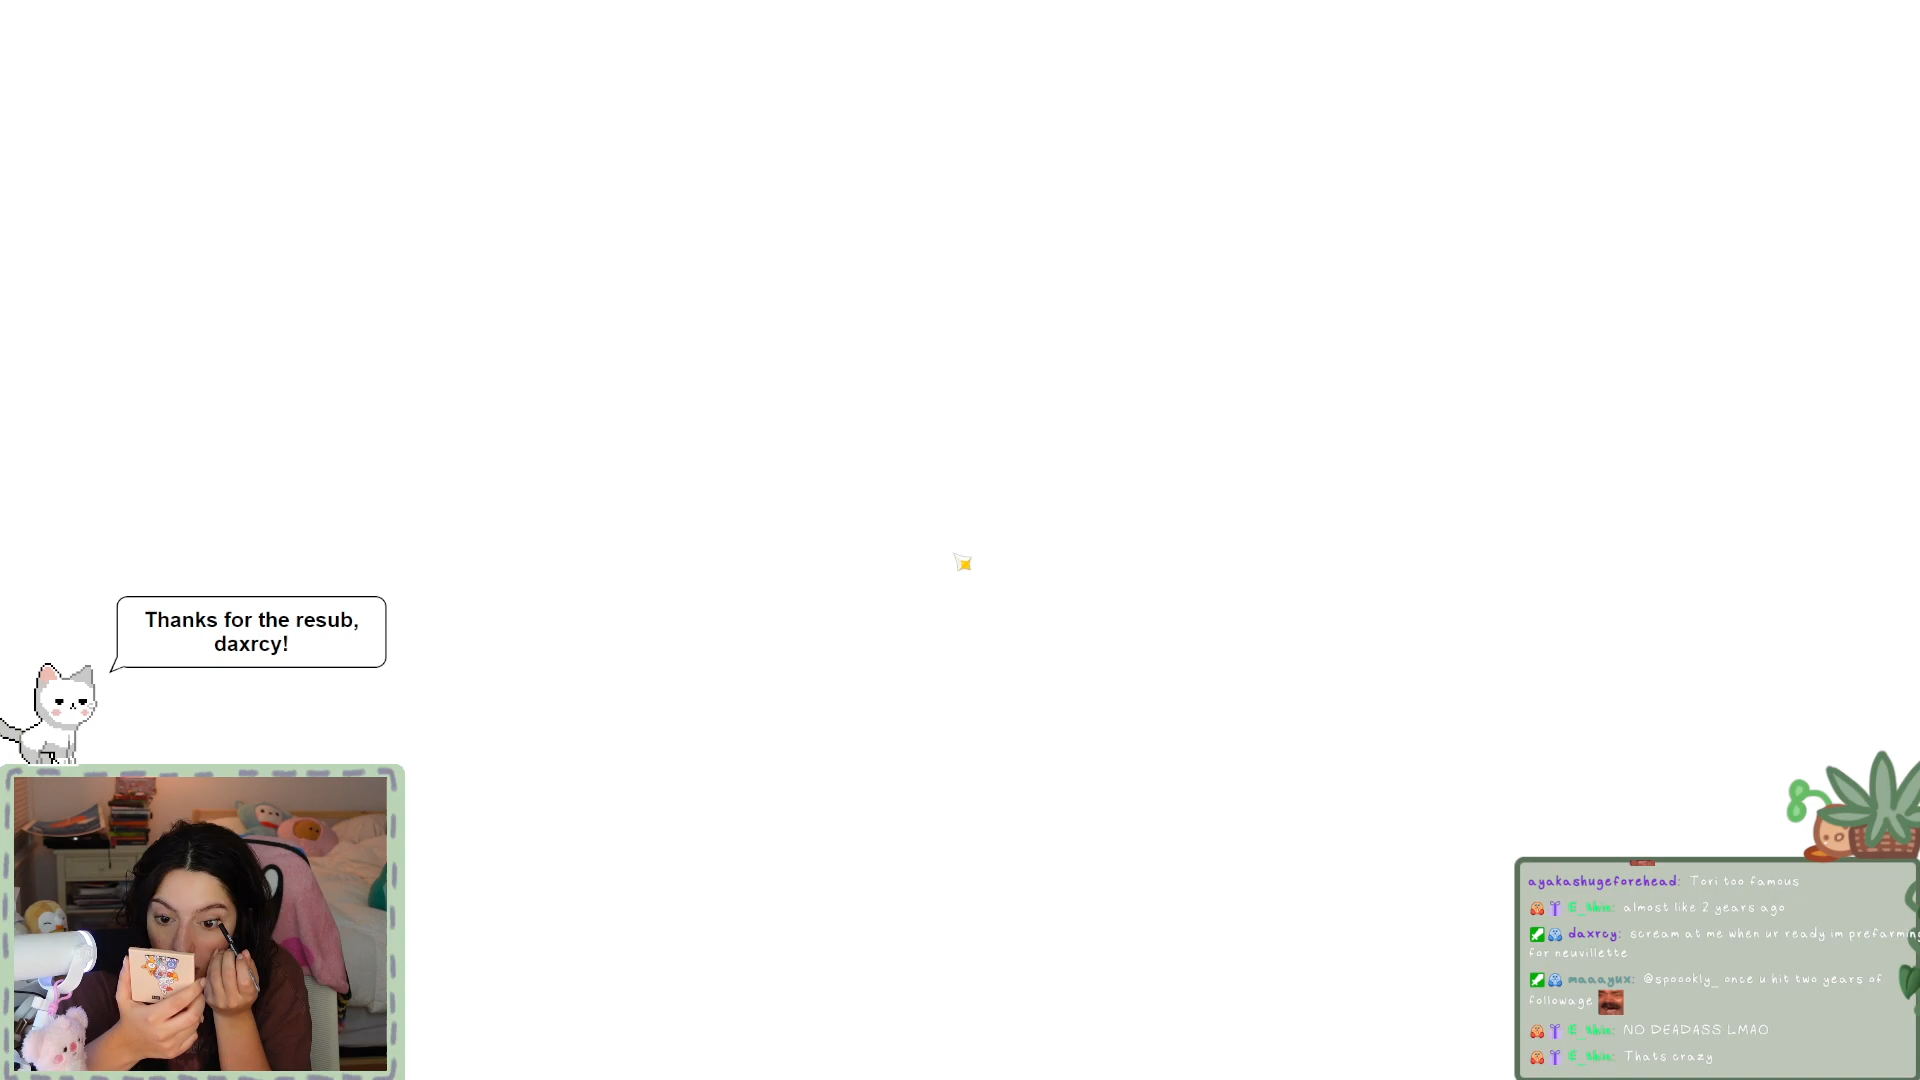 Thanks for the resub,
daxrcy!
ayakashugeforehead: Tori too famous
almost like 2 years ago
daxrcy: scream at me when ur ready im prefarming
for neuvillette
maaayux: @spoookly_ once u hit two years of
followage
NO DEADASS LMAO
Thats crazy